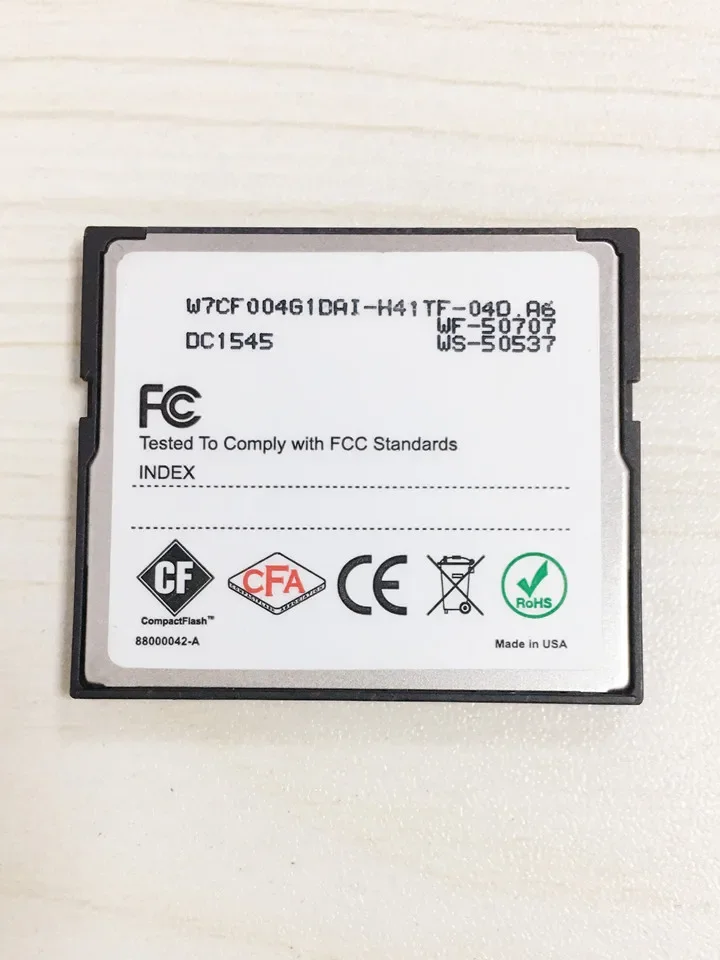 W7CF004G1DAI-H41TF-04D.A6
WF-50707
DC1545 WS-50537
FC
Tested To Comply with FCC Standards
INDEX
CF
CFA
CE
RoHS
CompactFlash™
88000042-A
Made in USA